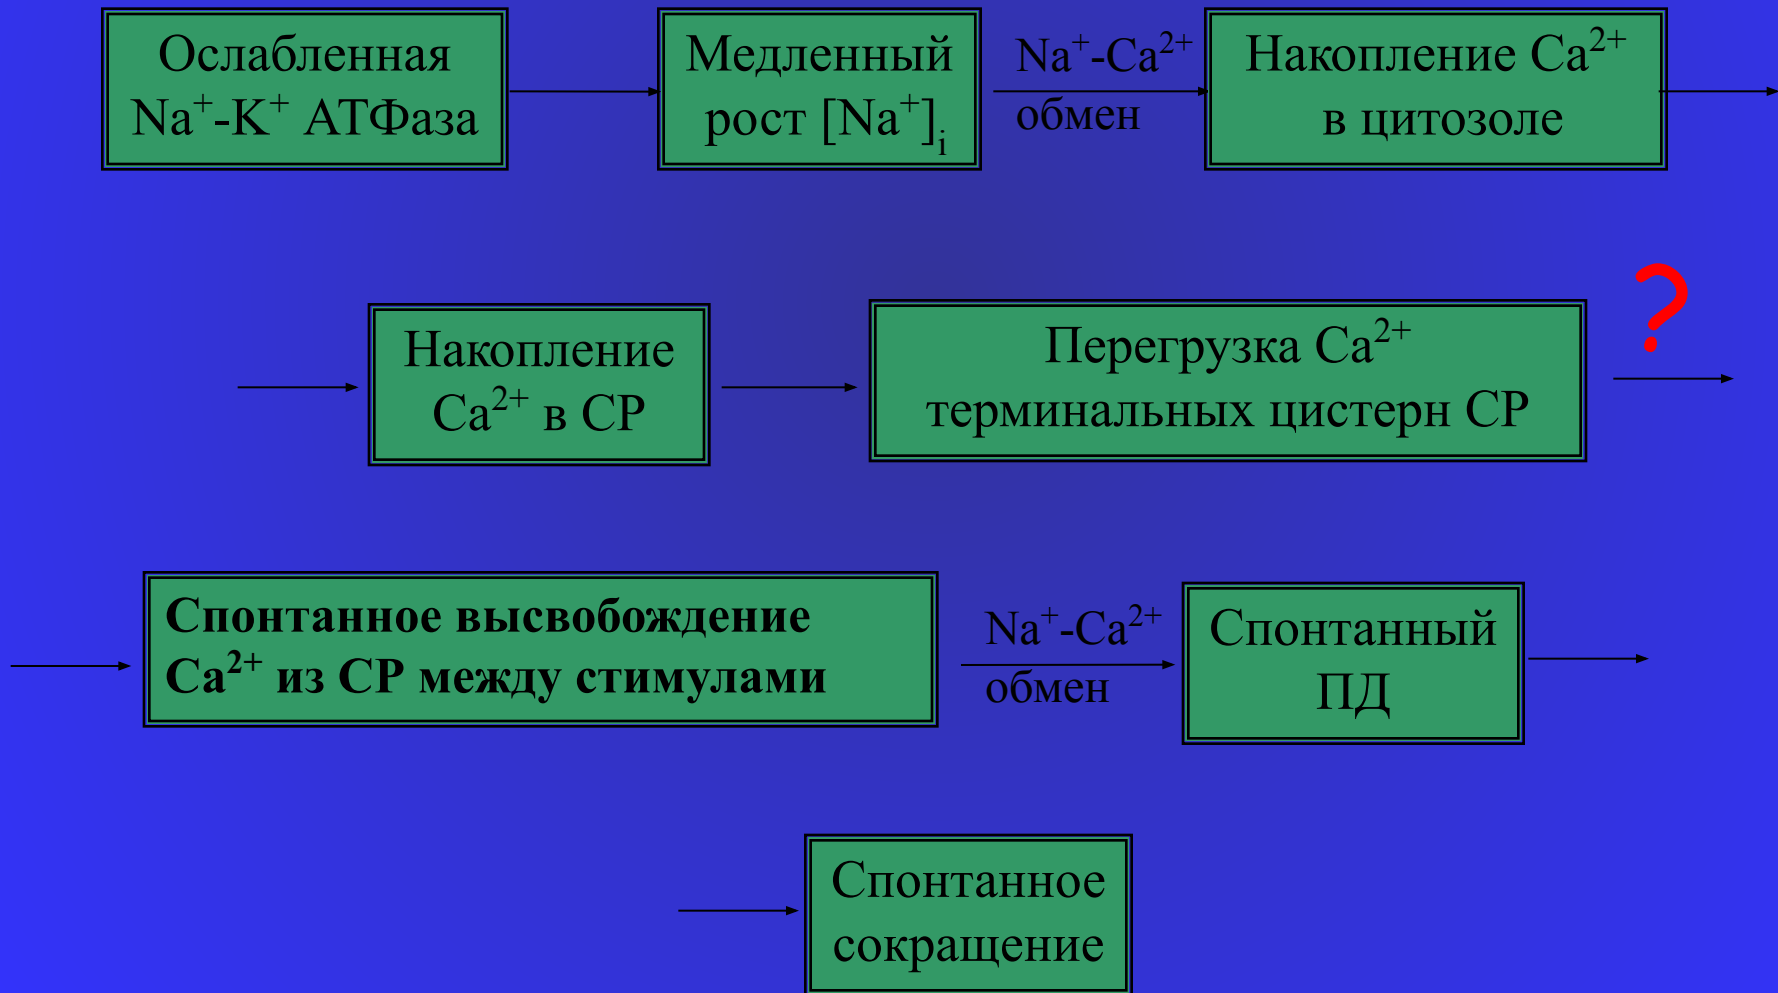 Ослабленная
Na⁺-K⁺ АТФаза
Медленный
рост [Na⁺]ᵢ
Na⁺-Ca²⁺
обмен
Накопление Ca²⁺
в цитозоле
Накопление
Ca²⁺ в СР
Перегрузка Ca²⁺
терминальных цистерн СР
?
Спонтанное высвобождение
Ca²⁺ из СР между стимулами
Na⁺-Ca²⁺
обмен
Спонтанный
ПД
Спонтанное
сокращение